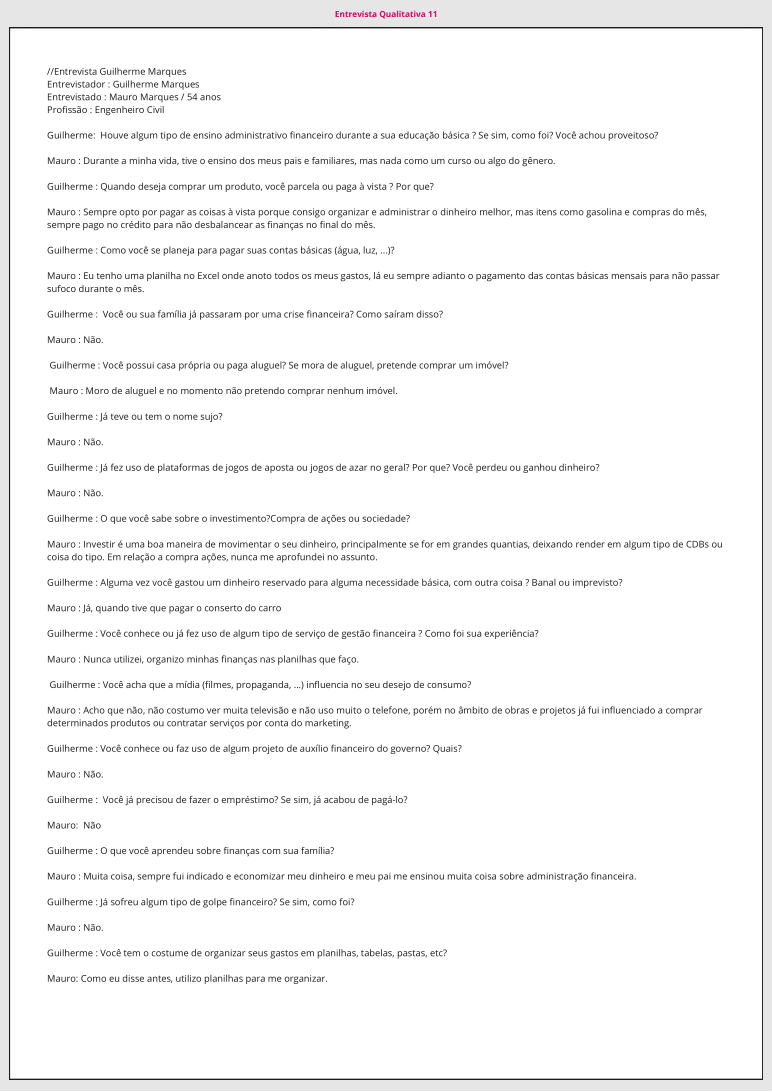 Entrevista Qualitativa 11
//Entrevista Guilherme Marques
Entrevistador : Guilherme Marques
Entrevistado : Mauro Marques / 54 anos
Profissão : Engenheiro Civil
Guilherme:  Houve algum tipo de ensino administrativo financeiro durante a sua educação básica ? Se sim, como foi? Você achou proveitoso?
Mauro : Durante a minha vida, tive o ensino dos meus pais e familiares, mas nada como um curso ou algo do gênero.
Guilherme : Quando deseja comprar um produto, você parcela ou paga à vista ? Por que?
Mauro : Sempre opto por pagar as coisas à vista porque consigo organizar e administrar o dinheiro melhor, mas itens como gasolina e compras do mês,
sempre pago no crédito para não desbalancear as finanças no final do mês.
Guilherme : Como você se planeja para pagar suas contas básicas (água, luz, ...)?
Mauro : Eu tenho uma planilha no Excel onde anoto todos os meus gastos, lá eu sempre adianto o pagamento das contas básicas mensais para não passar
sufoco durante o mês.
Guilherme :  Você ou sua família já passaram por uma crise financeira? Como saíram disso?
Mauro : Não.
Guilherme : Você possui casa própria ou paga aluguel? Se mora de aluguel, pretende comprar um imóvel?
Mauro : Moro de aluguel e no momento não pretendo comprar nenhum imóvel.
Guilherme : Já teve ou tem o nome sujo?
Mauro : Não.
Guilherme : Já fez uso de plataformas de jogos de aposta ou jogos de azar no geral? Por que? Você perdeu ou ganhou dinheiro?
Mauro : Não.
Guilherme : O que você sabe sobre o investimento?Compra de ações ou sociedade?
Mauro : Investir é uma boa maneira de movimentar o seu dinheiro, principalmente se for em grandes quantias, deixando render em algum tipo de CDBs ou
coisa do tipo. Em relação a compra ações, nunca me aprofundei no assunto.
Guilherme : Alguma vez você gastou um dinheiro reservado para alguma necessidade básica, com outra coisa ? Banal ou imprevisto?
Mauro : Já, quando tive que pagar o conserto do carro
Guilherme : Você conhece ou já fez uso de algum tipo de serviço de gestão financeira ? Como foi sua experiência?
Mauro : Nunca utilizei, organizo minhas finanças nas planilhas que faço.
Guilherme : Você acha que a mídia (filmes, propaganda, ...) influencia no seu desejo de consumo?
Mauro : Acho que não, não costumo ver muita televisão e não uso muito o telefone, porém no âmbito de obras e projetos já fui influenciado a comprar
determinados produtos ou contratar serviços por conta do marketing.
Guilherme : Você conhece ou faz uso de algum projeto de auxílio financeiro do governo? Quais?
Mauro : Não.
Guilherme :  Você já precisou de fazer o empréstimo? Se sim, já acabou de pagá-lo?
Mauro:  Não
Guilherme : O que você aprendeu sobre finanças com sua família?
Mauro : Muita coisa, sempre fui indicado e economizar meu dinheiro e meu pai me ensinou muita coisa sobre administração financeira.
Guilherme : Já sofreu algum tipo de golpe financeiro? Se sim, como foi?
Mauro : Não.
Guilherme : Você tem o costume de organizar seus gastos em planilhas, tabelas, pastas, etc?
Mauro: Como eu disse antes, utilizo planilhas para me organizar.